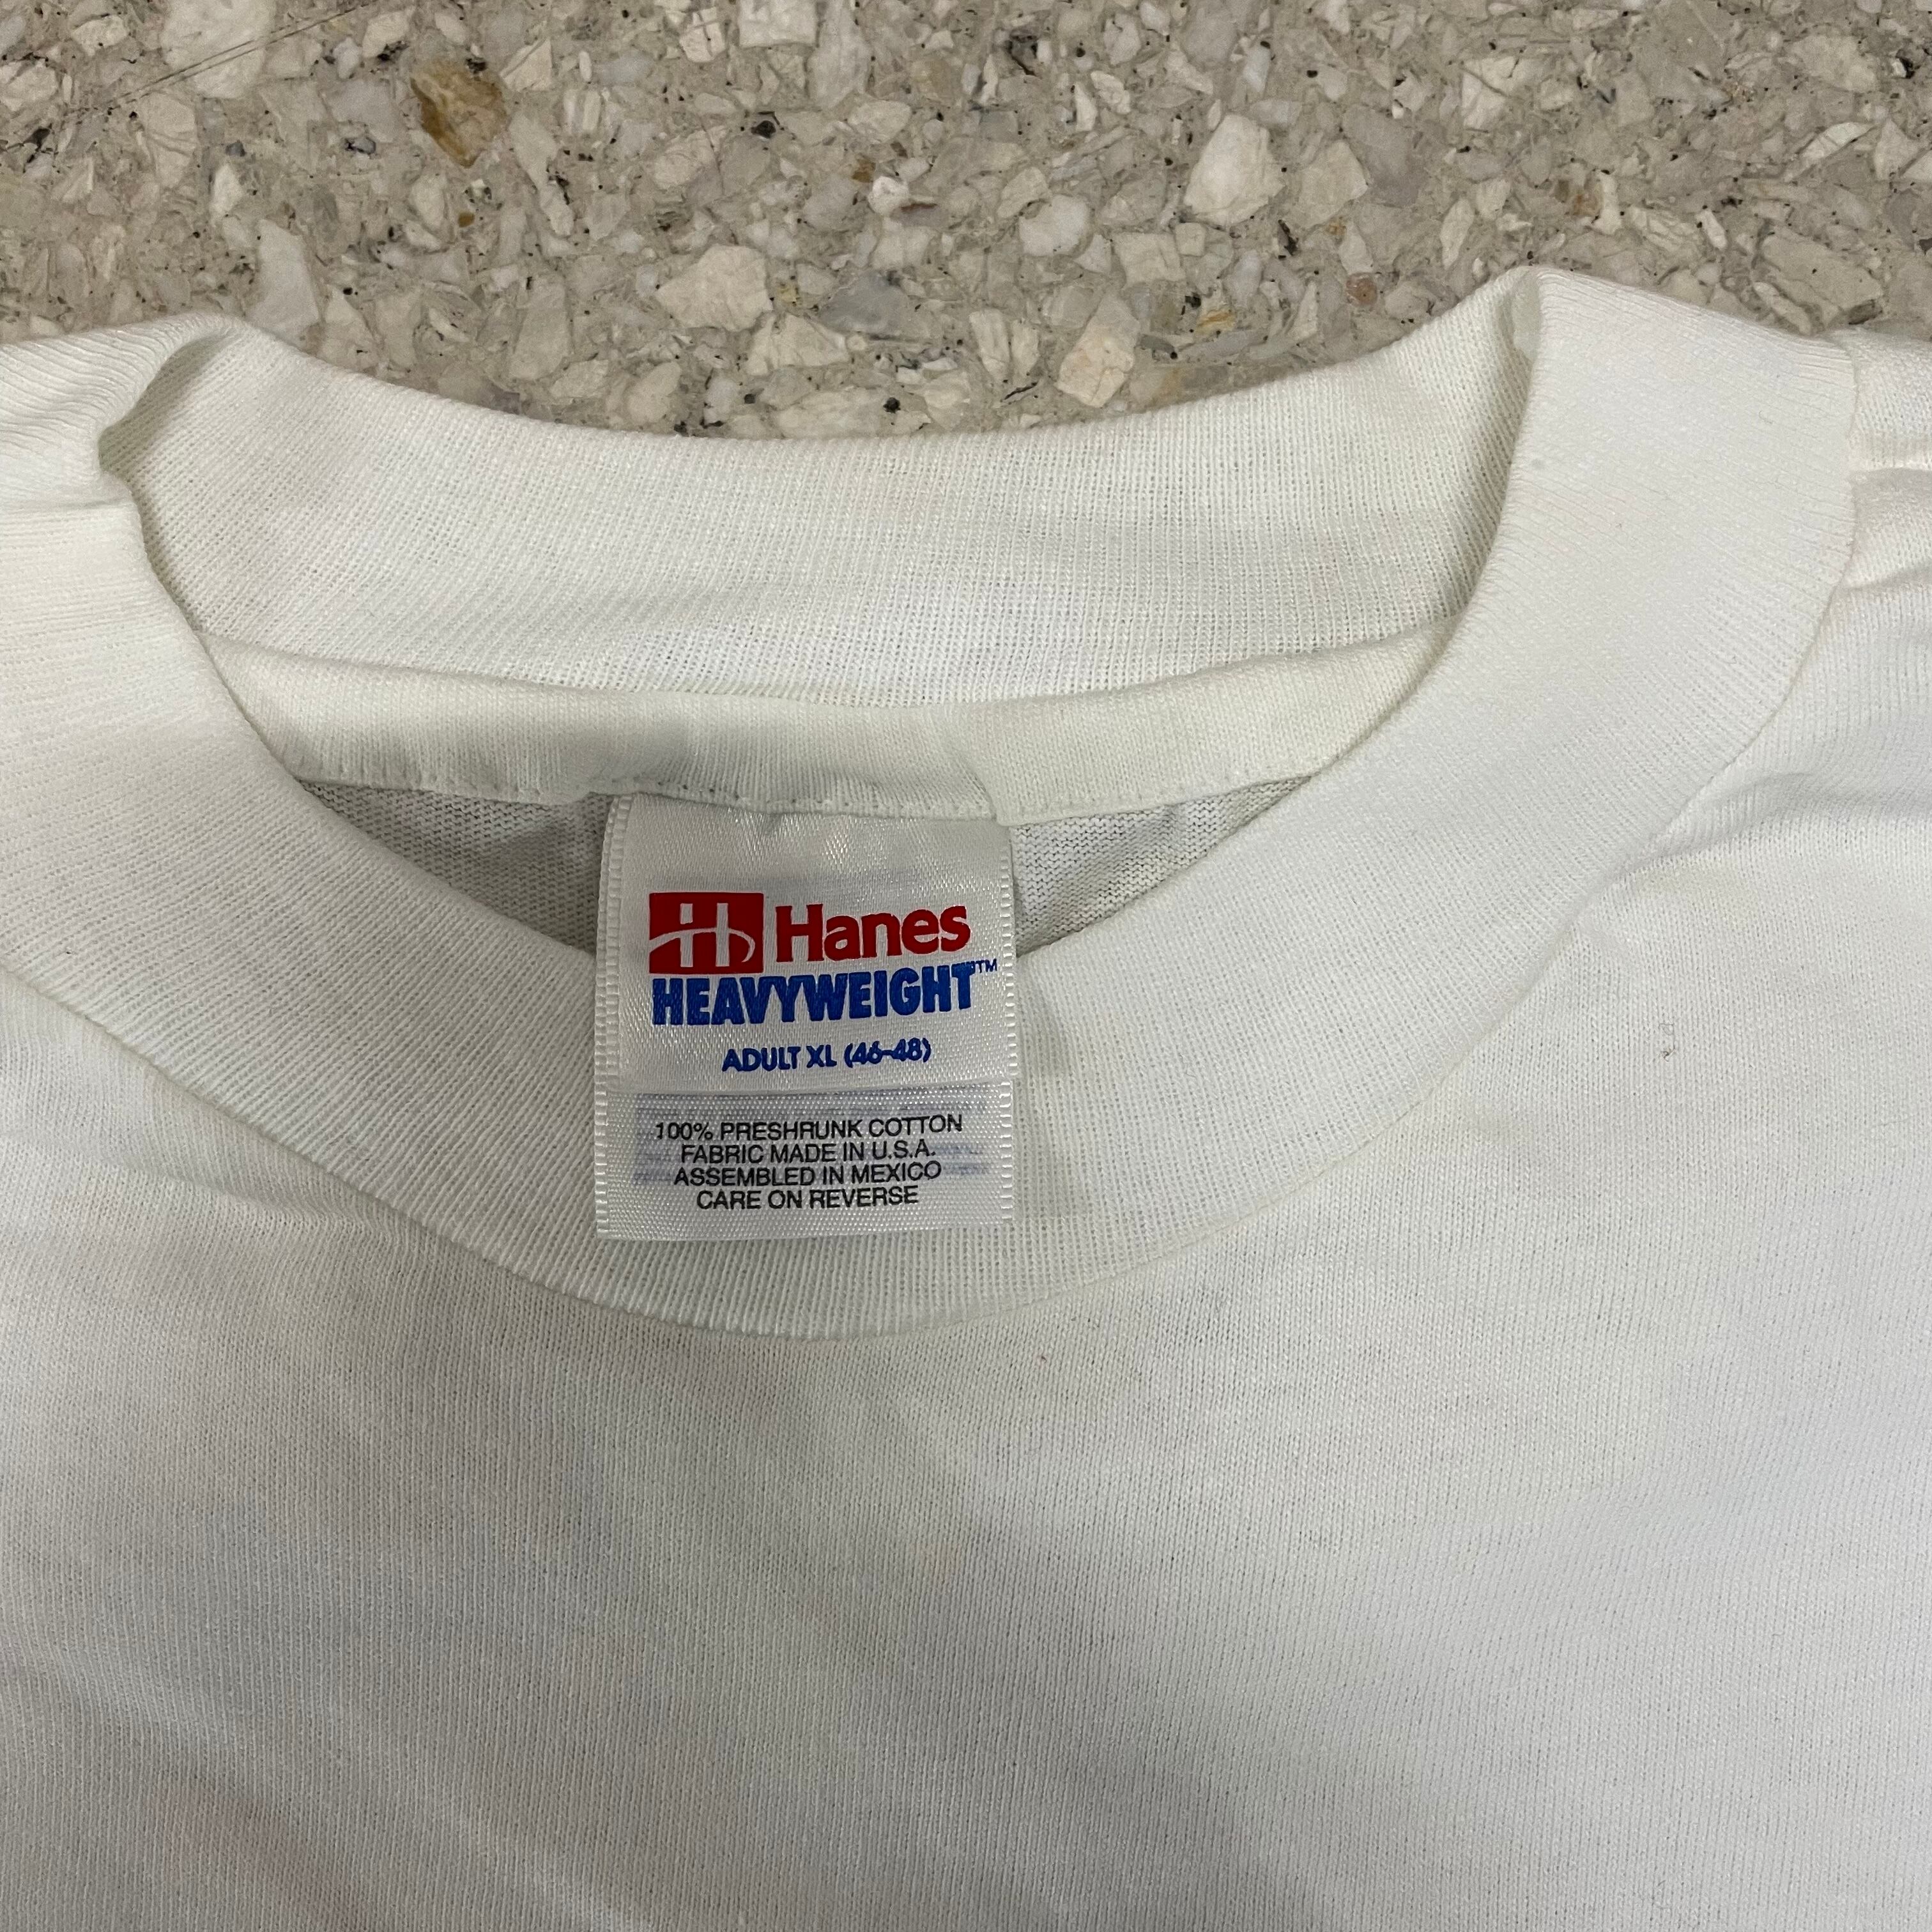 H Hanes
HEAVYWEIGHT™
ADULT XL (46-48)
100% PRESHRUNK COTTON
FABRIC MADE IN U.S.A.
ASSEMBLED IN MEXICO
CARE ON REVERSE